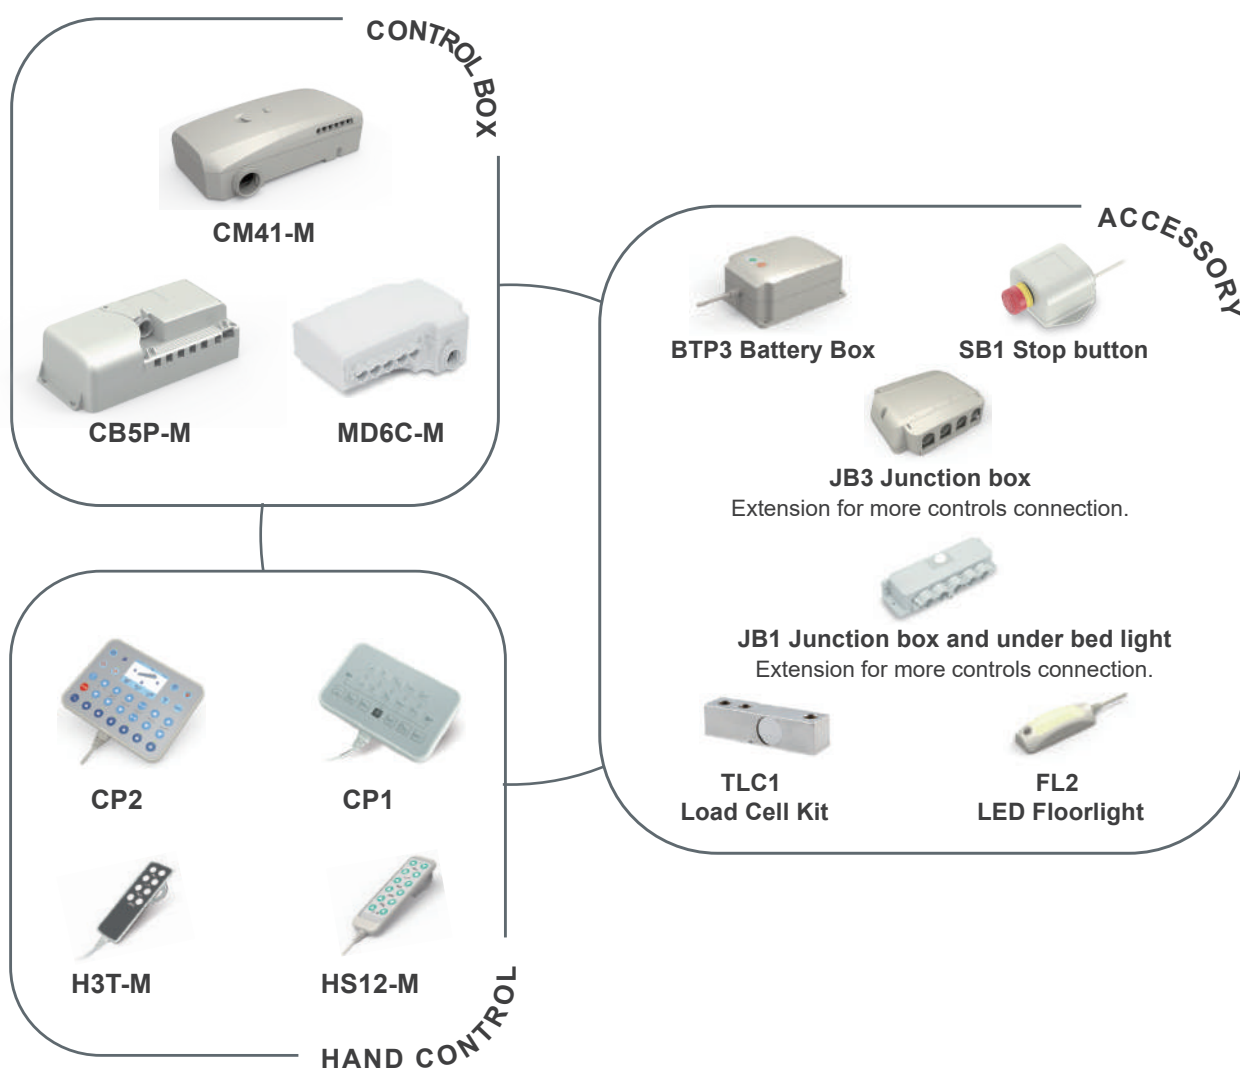 CONTROL BOX
CM41-M
CB5P-M
MD6C-M
ACCESSORY
BTP3 Battery Box
SB1 Stop button
JB3 Junction box
Extension for more controls connection.
JB1 Junction box and under bed light
Extension for more controls connection.
TLC1
Load Cell Kit
FL2
LED Floorlight
CP2
CP1
H3T-M
HS12-M
HAND CONTROL